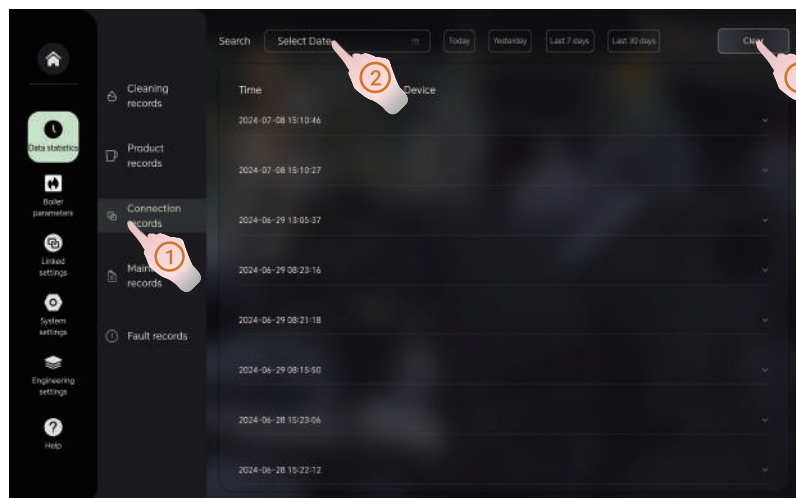 Search Select Date Today Yesterday Last 7 days Last 30 days Clear
2
Time Device
2024-07-08 15:10:46
2024-07-08 15:10:27
2024-06-29 13:05:37
2024-06-29 08:23:16
2024-06-29 08:21:18
2024-06-29 08:15:50
2024-06-28 15:23:06
2024-06-28 15:22:12
Cleaning
records
Product
records
Connection
records
1
records
Fault records
Data statistics
Boiler
parameters
Linked
settings
System
settings
Engineering
settings
Help